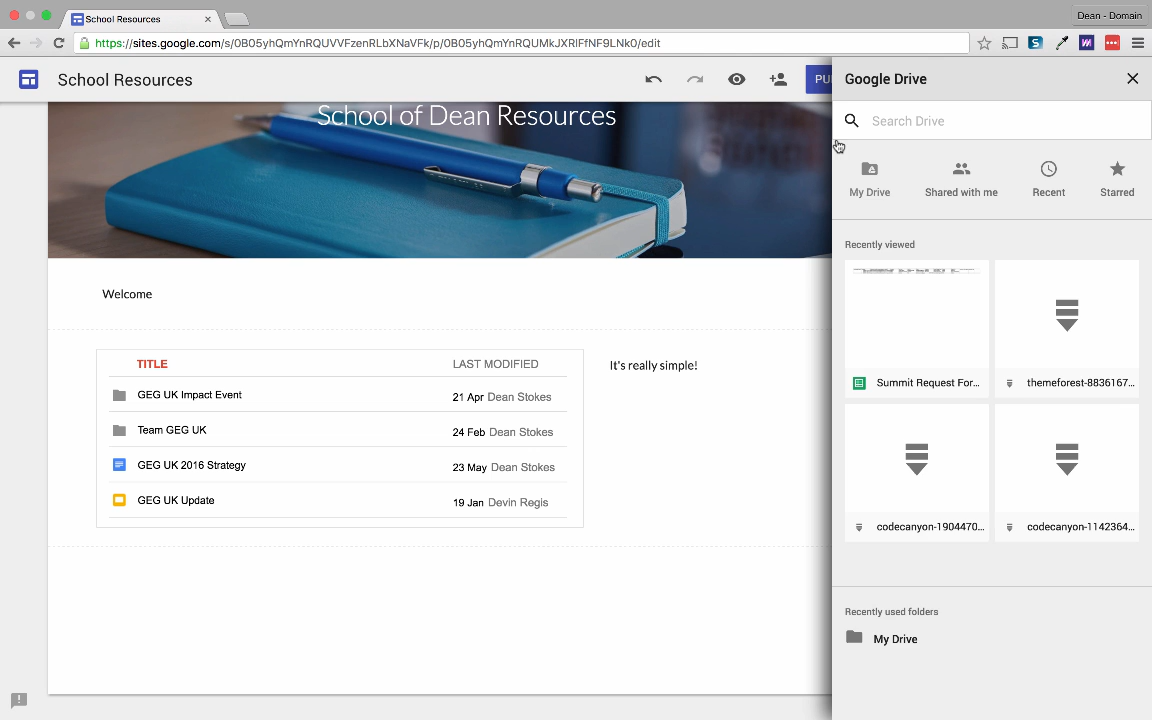 School Resources
Dean - Domain
https://sites.google.com/s/0B05yhQmYnRQUVVFzenRLbXNaVFk/p/0B05yhQmYnRQUMkJXRlFfNF9LNk0/edit
School Resources
PU
Google Drive
School of Dean Resources
Search Drive
My Drive
Shared with me
Recent
Starred
Recently viewed
Welcome
TITLE
LAST MODIFIED
It's really simple!
GEG UK Impact Event
21 Apr Dean Stokes
Team GEG UK
24 Feb Dean Stokes
GEG UK 2016 Strategy
23 May Dean Stokes
GEG UK Update
19 Jan Devin Regis
Summit Request For...
themeforest-8836167...
codecanyon-1904470...
codecanyon-1142364...
Recently used folders
My Drive